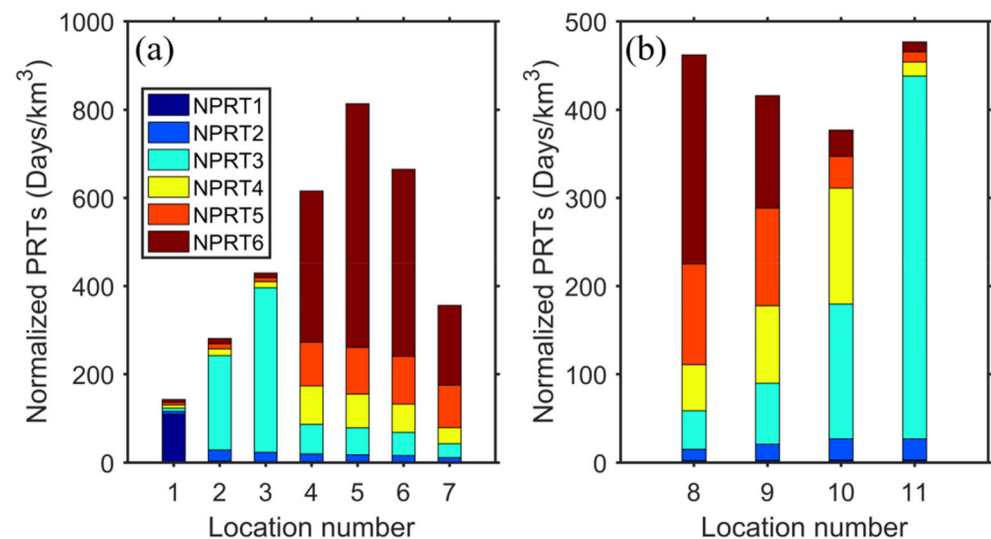 (a)
Normalized PRTs (Days/km³)
1000
800
600
400
200
0
NPRT1
NPRT2
NPRT3
NPRT4
NPRT5
NPRT6
1 2 3 4 5 6 7
Location number
(b)
Normalized PRTs (Days/km³)
500
400
300
200
100
0
8 9 10 11
Location number